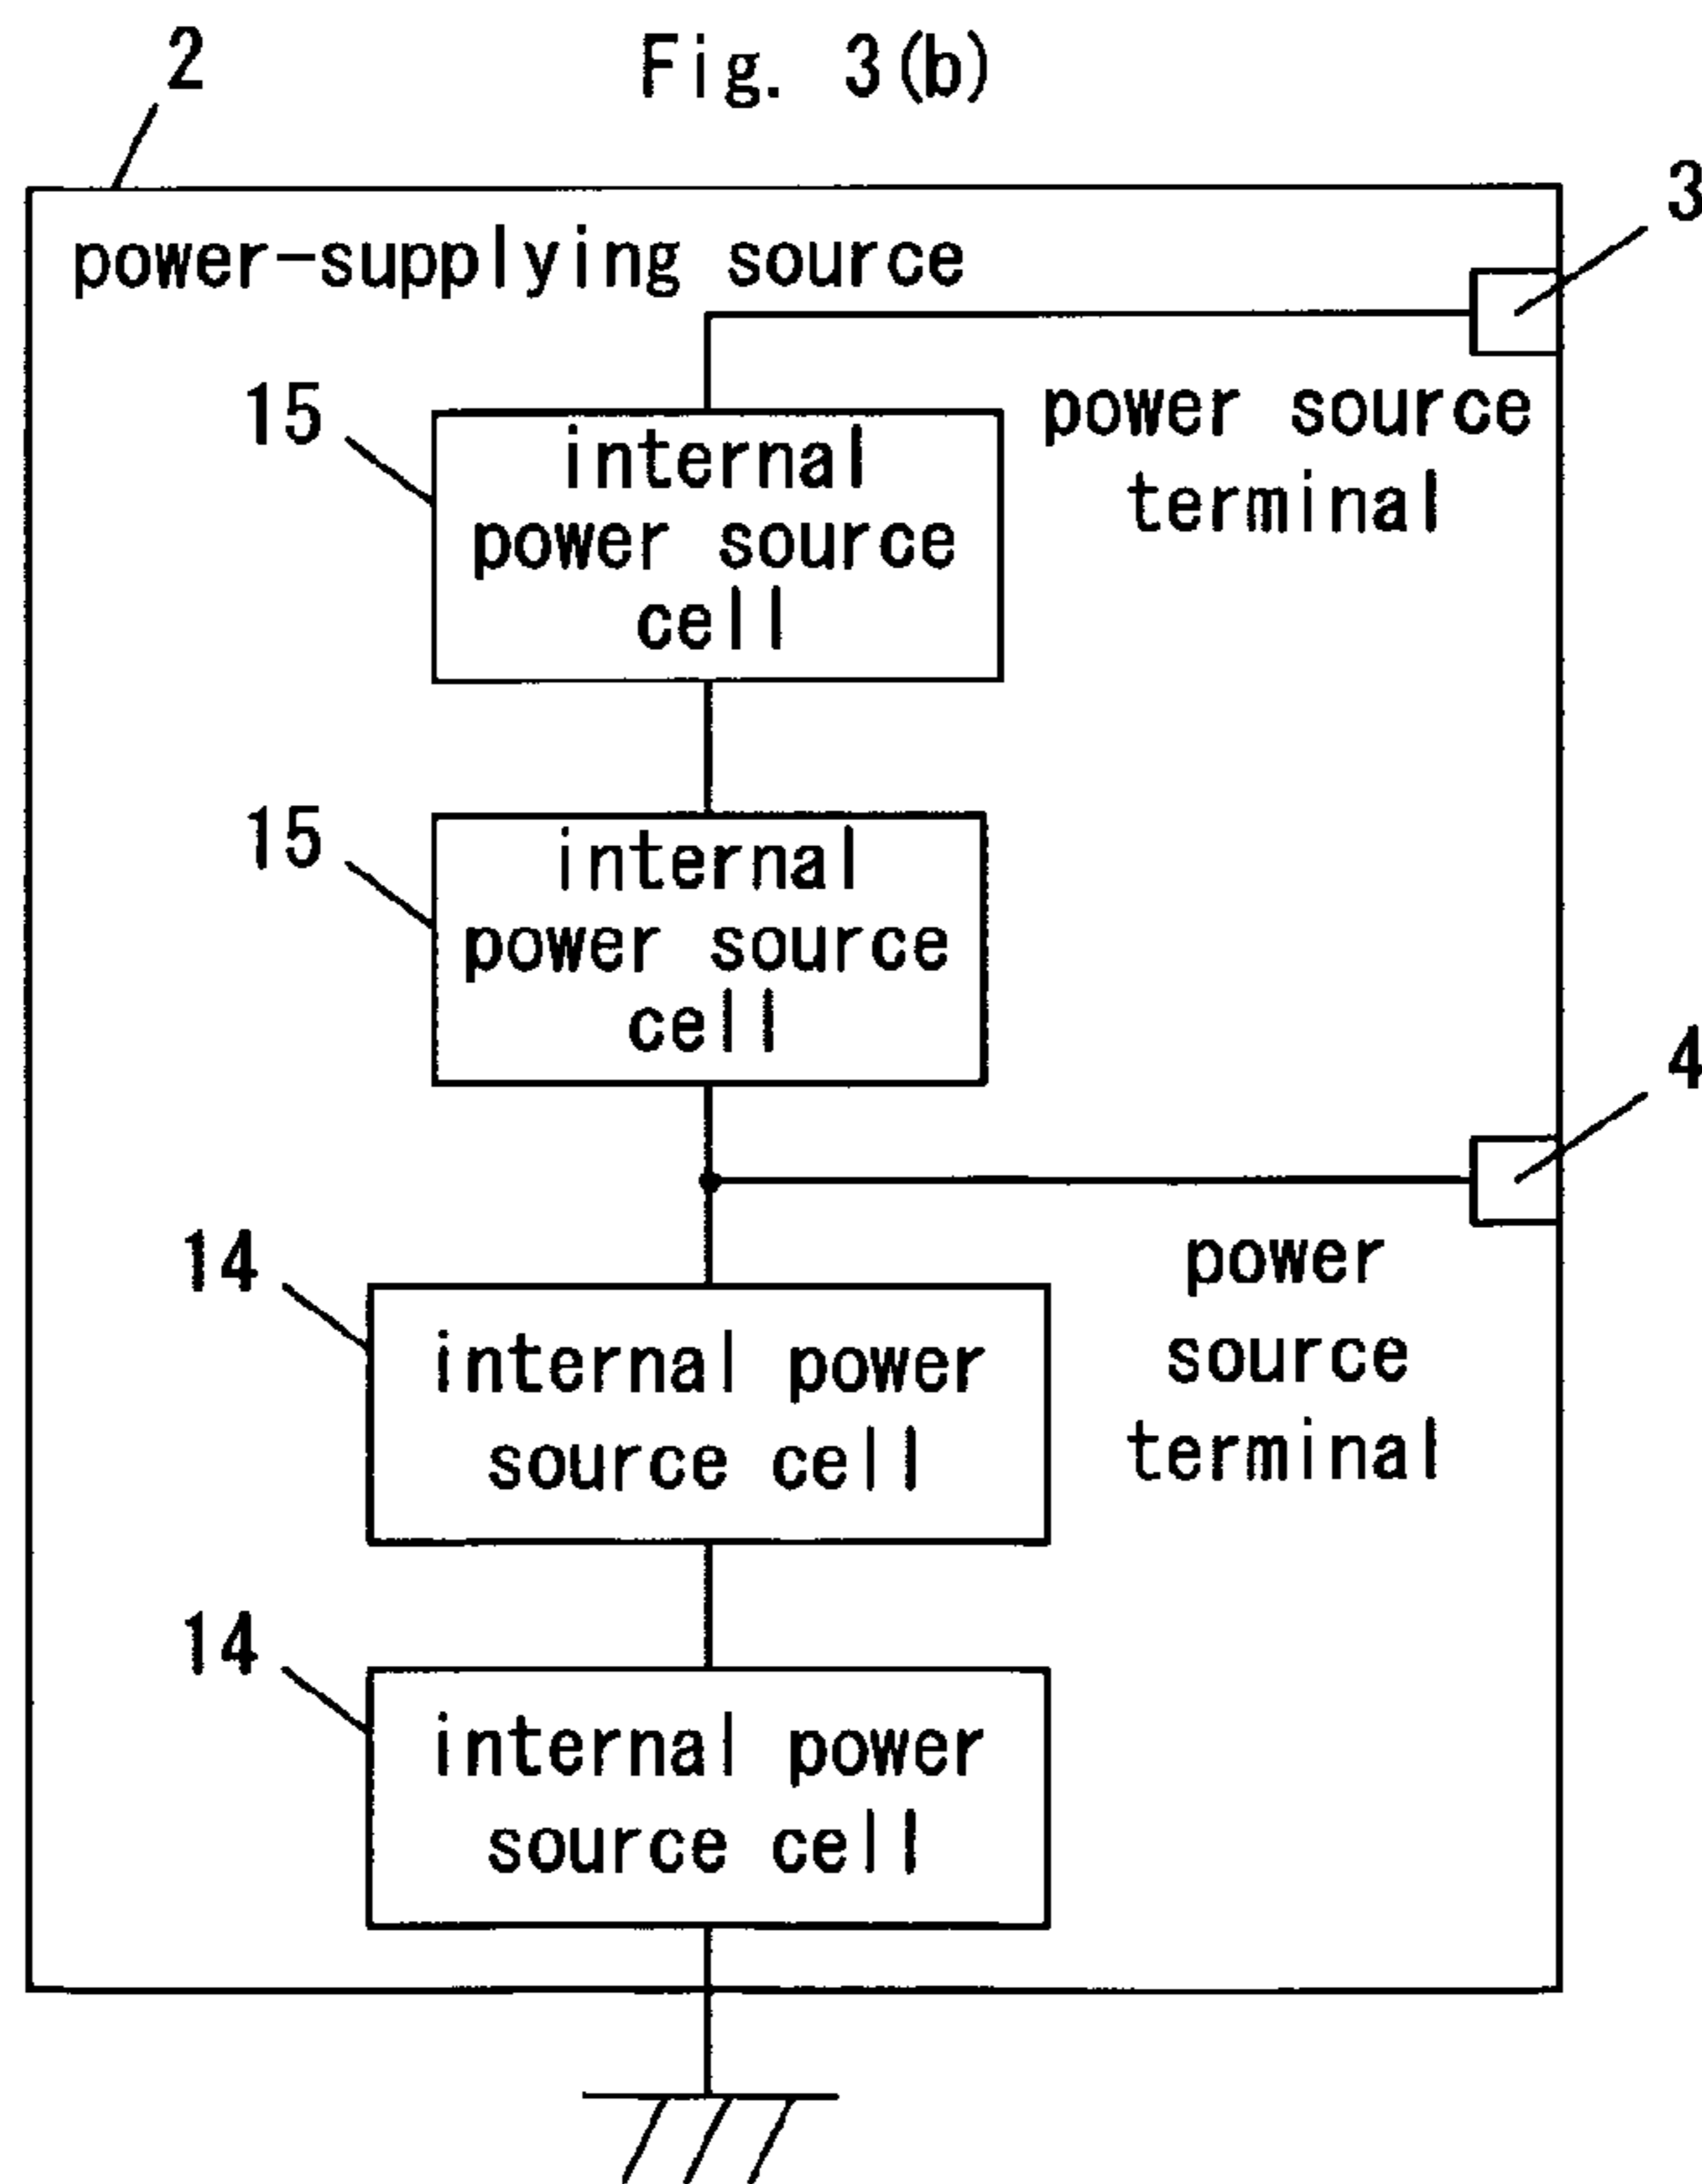 Fig. 3(b)
2
power-supplying source
3
power source
terminal
15
internal
power source
cell
15
internal
power source
cell
4
power
source
terminal
14
internal power
source cell
14
internal power
source cell